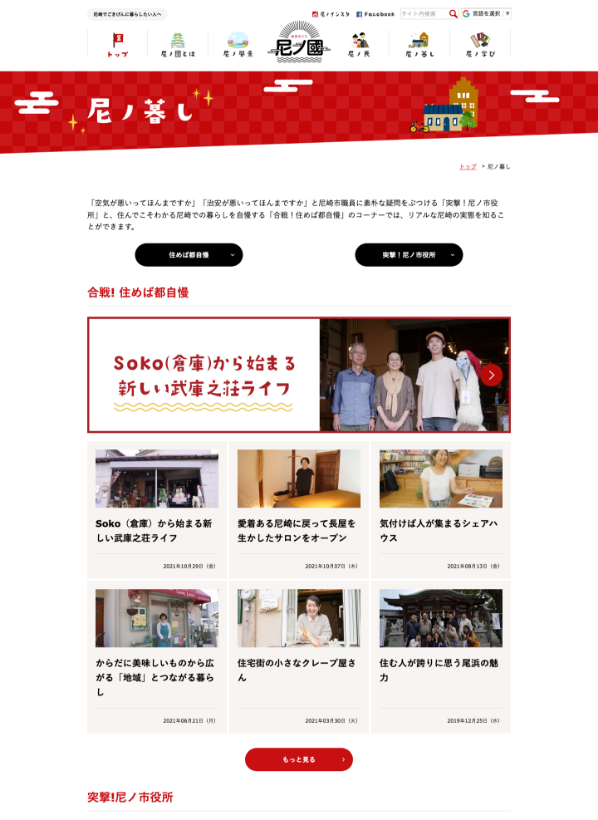 尼崎でごきげんに暮らしたい人へ
尼ノインスタ
Facebook
サイト内検索
言語を選択
トップ
尼ノ國とは
尼ノ風景
尼ノ國
尼ノ民
尼ノ暮し
尼ノ学び
尼ノ暮し
トップ > 尼ノ暮し
「空気が悪いってほんまですか」「治安が悪いってほんまですか」と尼崎市職員に素朴な疑問をぶつける「突撃！尼ノ市役
所」と、住んでこそわかる尼崎での暮らしを自慢する「合戦！住めば都自慢」のコーナーでは、リアルな尼崎の実態を知るこ
とができます。
住めば都自慢
突撃！尼ノ市役所
合戦! 住めば都自慢
Soko(倉庫)から始まる
新しい武庫之荘ライフ
Soko（倉庫）から始まる新
しい武庫之荘ライフ
2021年10月29日（金）
愛着ある尼崎に戻って長屋を
生かしたサロンをオープン
2021年10月07日（木）
気付けば人が集まるシェアハ
ウス
2021年08月13日（金）
からだに美味しいものから広
がる「地域」とつながる暮ら
し
2021年06月21日（月）
住宅街の小さなクレープ屋さ
ん
2021年03月30日（火）
住む人が誇りに思う尾浜の魅
力
2019年12月25日（水）
もっと見る
突撃!尼ノ市役所